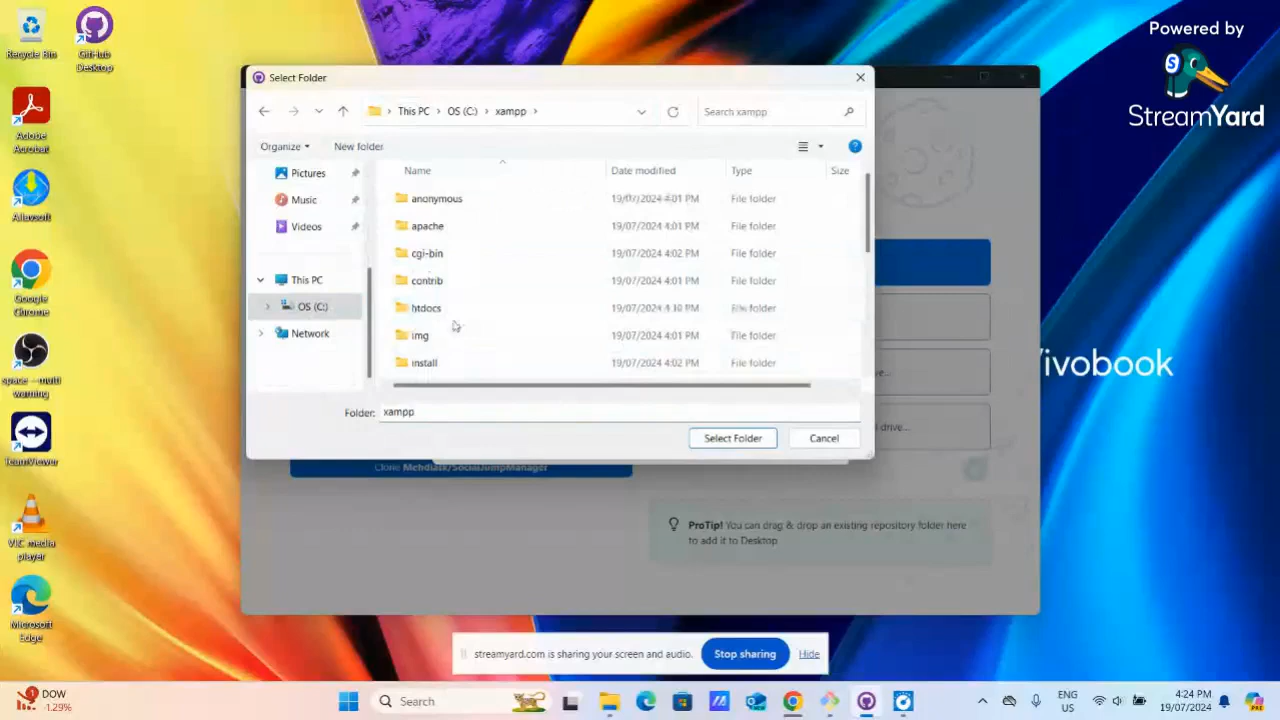 Powered by
StreamYard
Recycle Bin
GitHub
Desktop
Adobe
Acrobat
Allavsoft
Google
Chrome
TeamViewer
VLC media
player
Microsoft
Edge
Select Folder
This PC
OS (C:)
xampp
Search xampp
Organize
New folder
Pictures
Music
Videos
This PC
OS (C:)
Network
Name Date modified Type Size
anonymous 19/07/2024 4:01 PM File folder
apache 19/07/2024 4:01 PM File folder
cgi-bin 19/07/2024 4:02 PM File folder
contrib 19/07/2024 4:01 PM File folder
htdocs 19/07/2024 4:10 PM File folder
img 19/07/2024 4:01 PM File folder
install 19/07/2024 4:02 PM File folder
Folder: xampp
Select Folder
Cancel
drive...
Clone
ivobook
ProTip! You can drag & drop an existing repository folder here
to add it to Desktop
streamyard.com is sharing your screen and audio.
Stop sharing
Hide
DOW
-1.29%
Search
ENG
US
4:24 PM
19/07/2024